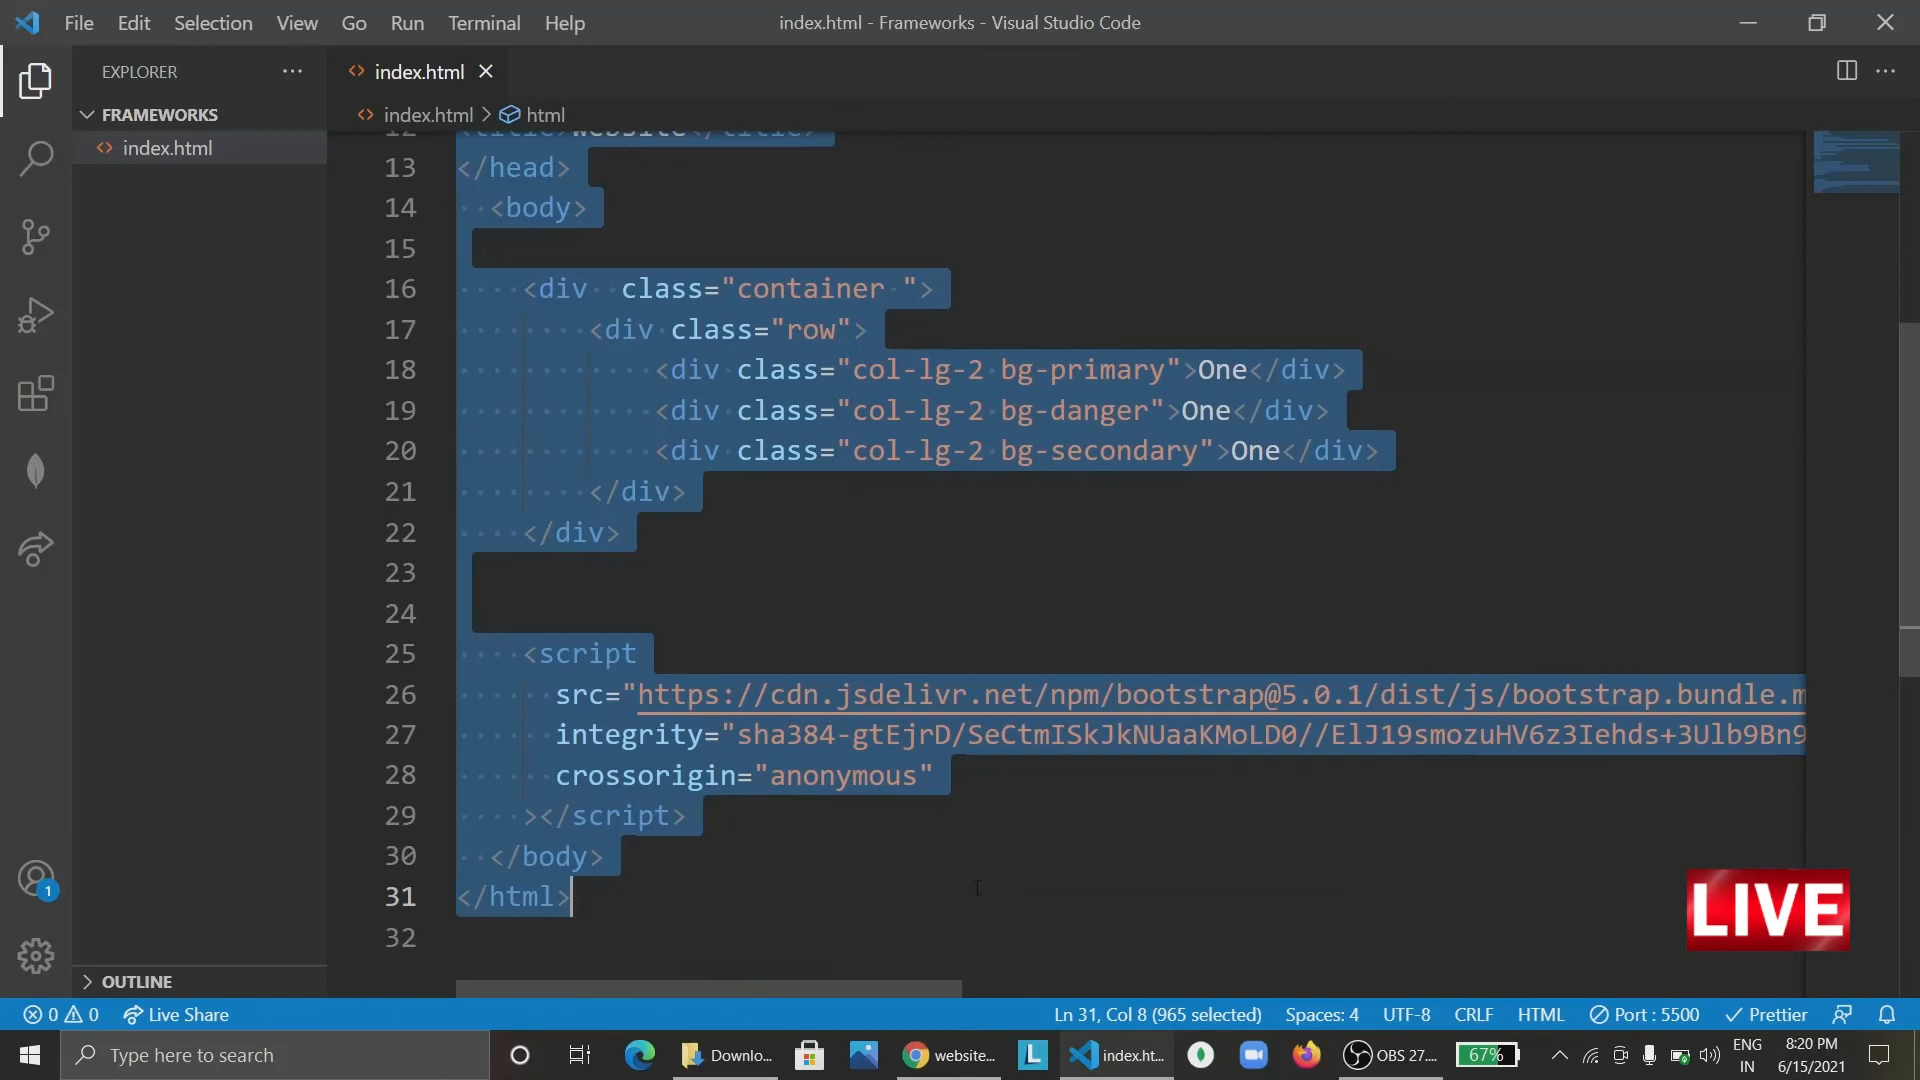 File Edit Selection View Go Run Terminal Help
index.html - Frameworks - Visual Studio Code
EXPLORER
index.html
FRAMEWORKS
index.html > html
index.html
12 <title>Website</title>
13 </head>
14 <body>
15
16 <div  class="container ">
17 <div class="row">
18 <div class="col-lg-2 bg-primary">One</div>
19 <div class="col-lg-2 bg-danger">One</div>
20 <div class="col-lg-2 bg-secondary">One</div>
21 </div>
22 </div>
23
24
25 <script
26 src="https://cdn.jsdelivr.net/npm/bootstrap@5.0.1/dist/js/bootstrap.bundle.m
27 integrity="sha384-gtEjrD/SeCtmISkJkNUaaKMoLD0//ElJ19smozuHV6z3Iehds+3Ulb9Bn9
28 crossorigin="anonymous"
29 ></script>
30 </body>
31 </html>
32
LIVE
OUTLINE
0 0 Live Share
Ln 31, Col 8 (965 selected) Spaces: 4 UTF-8 CRLF HTML Port : 5500 Prettier
1
Type here to search
Downlo...
website...
L
index.ht...
OBS 27....
67%
ENG
IN
8:20 PM
6/15/2021